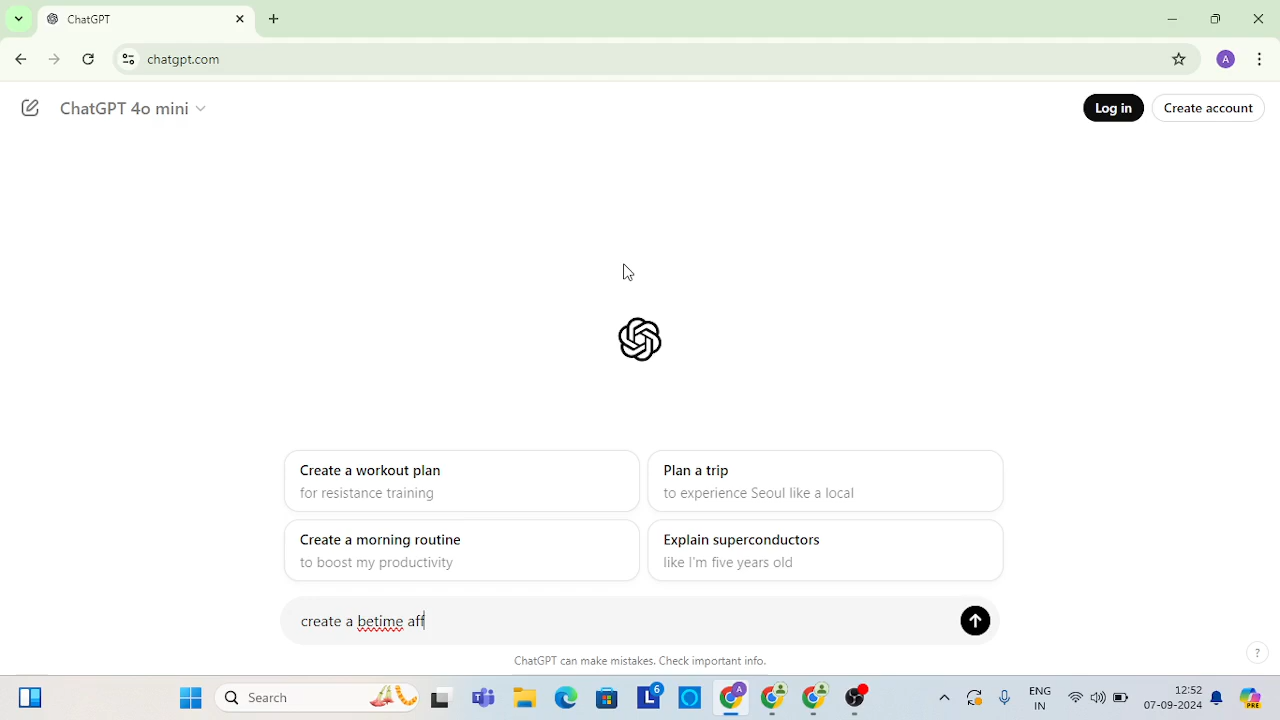 ChatGPT
chatgpt.com
A
ChatGPT 4o mini
Log in
Create account
Create a workout plan
for resistance training
Plan a trip
to experience Seoul like a local
Create a morning routine
to boost my productivity
Explain superconductors
like I'm five years old
create a betime aff
ChatGPT can make mistakes. Check important info.
?
Search
6
A
ENG
IN
12:52
07-09-2024
PRE